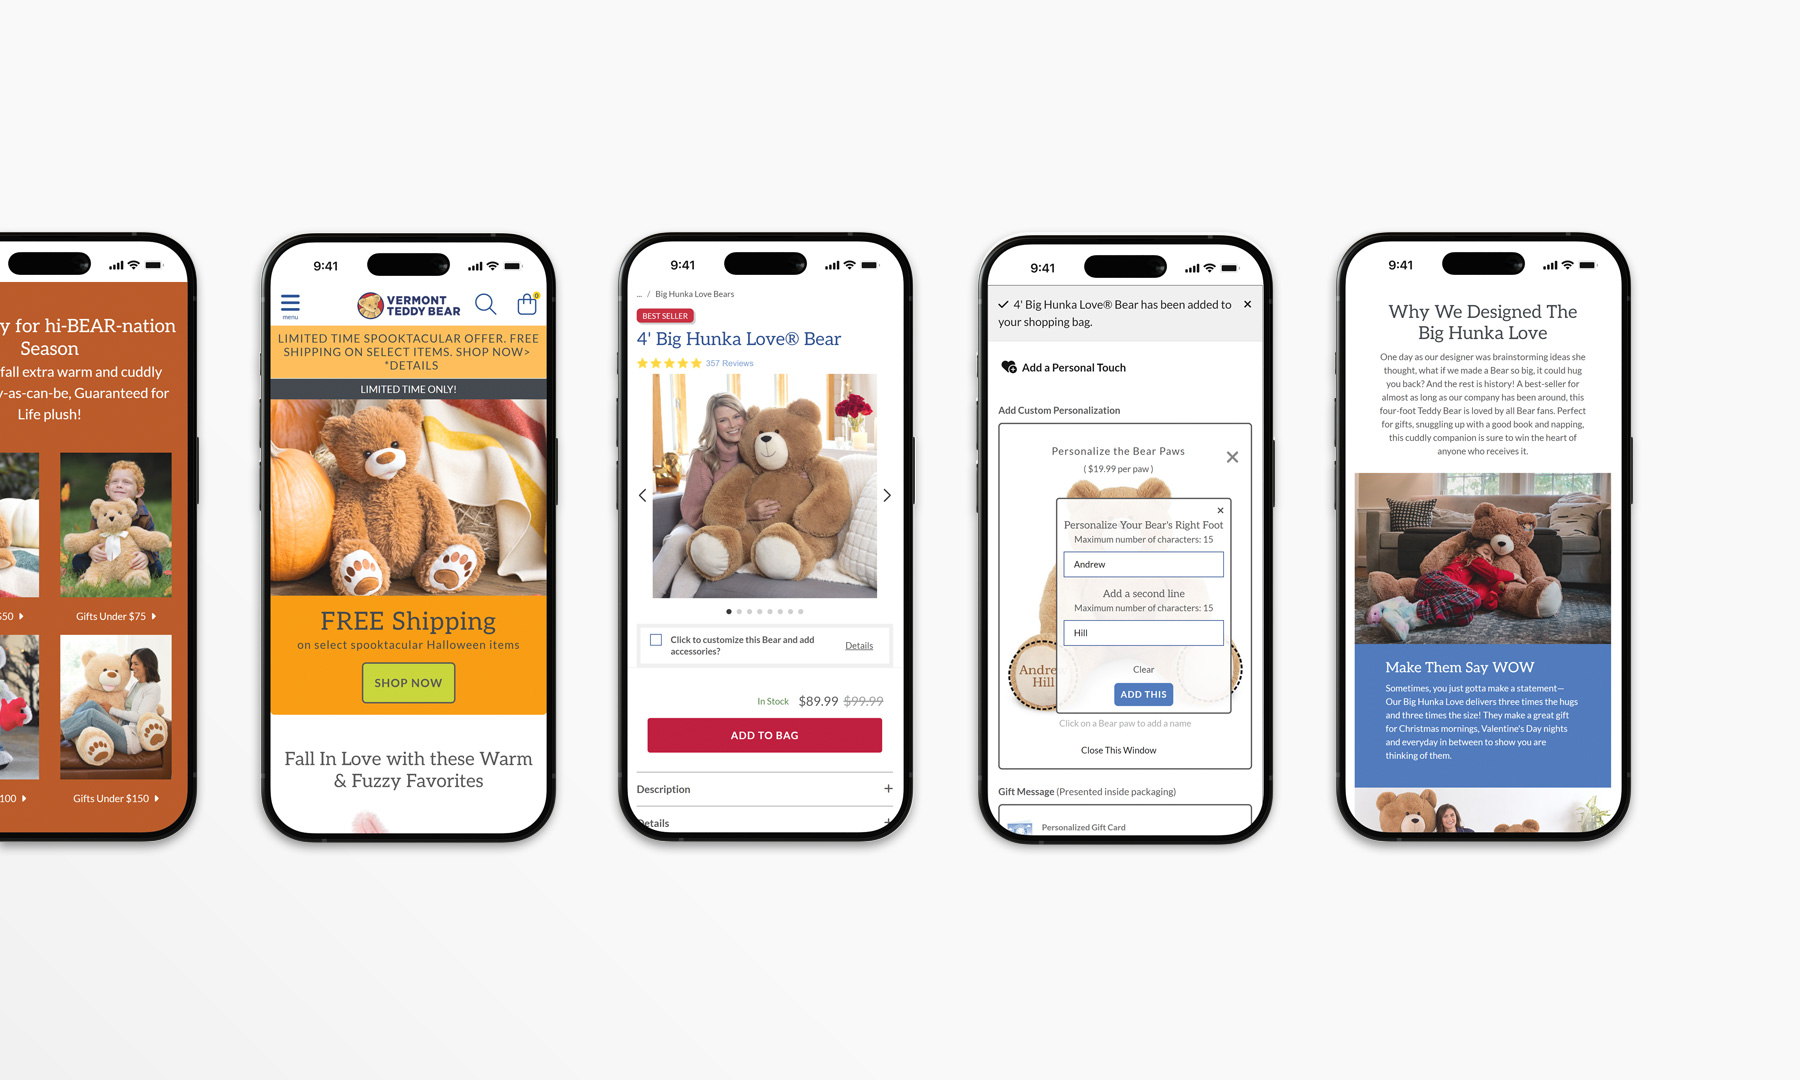 y for hi-BEAR-nation
Season
fall extra warm and cuddly
y-as-can-be, Guaranteed for
Life plush!
$50
Gifts Under $75
100
Gifts Under $150
9:41
menu
VERMONT
TEDDY BEAR
0
LIMITED TIME SPOOKTACULAR OFFER. FREE
SHIPPING ON SELECT ITEMS. SHOP NOW>
*DETAILS
LIMITED TIME ONLY!
FREE Shipping
on select spooktacular Halloween items
SHOP NOW
Fall In Love with these Warm
& Fuzzy Favorites
9:41
... / Big Hunka Love Bears
BEST SELLER
4' Big Hunka Love® Bear
357 Reviews
Click to customize this Bear and add
accessories?
Details
In Stock $89.99 $99.99
ADD TO BAG
Description +
Details +
9:41
4' Big Hunka Love® Bear has been added to
your shopping bag.
Add a Personal Touch
Add Custom Personalization
Personalize the Bear Paws
( $19.99 per paw )
Personalize Your Bear's Right Foot
Maximum number of characters: 15
Andrew
Add a second line
Maximum number of characters: 15
Hill
Clear
ADD THIS
Andre
Hill
Click on a Bear paw to add a name
Close This Window
Gift Message (Presented inside packaging)
Personalized Gift Card
9:41
Why We Designed The
Big Hunka Love
One day as our designer was brainstorming ideas she
thought, what if we made a Bear so big, it could hug
you back? And the rest is history! A best-seller for
almost as long as our company has been around, this
four-foot Teddy Bear is loved by all Bear fans. Perfect
for gifts, snuggling up with a good book and napping,
this cuddly companion is sure to win the heart of
anyone who receives it.
Make Them Say WOW
Sometimes, you just gotta make a statement—
Our Big Hunka Love delivers three times the hugs
and three times the size! They make a great gift
for Christmas mornings, Valentine's Day nights
and everyday in between to show you are
thinking of them.